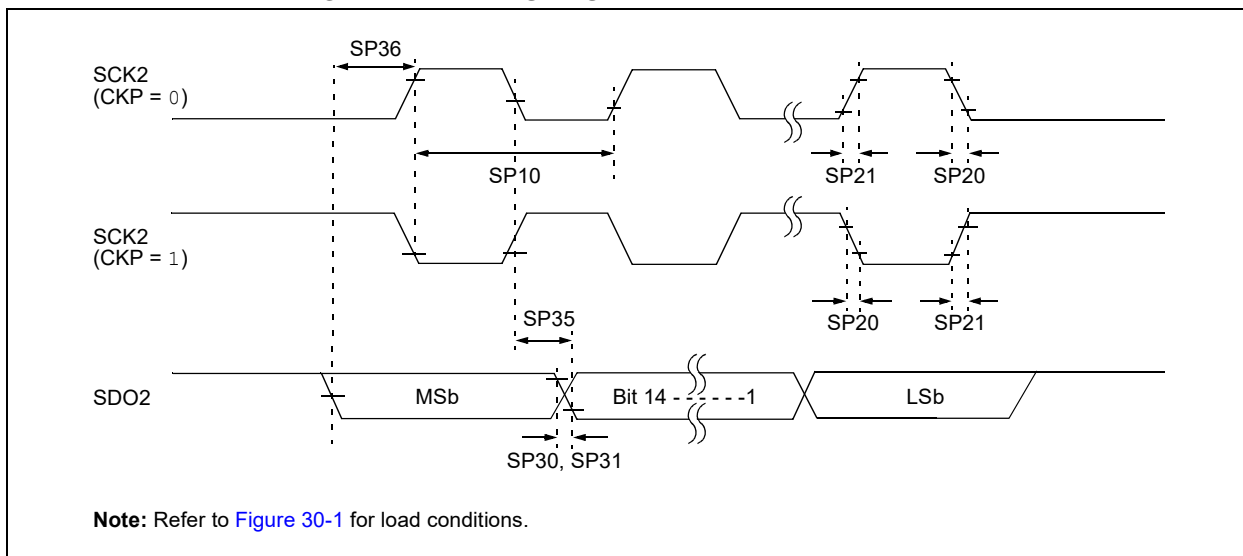 SP36
SCK2
(CKP = 0)
SP10
SP21
SP20
SCK2
(CKP = 1)
SP35
SP20
SP21
SDO2
MSb
Bit 14 - - - - - - -1
LSb
SP30, SP31
Note: Refer to Figure 30-1 for load conditions.